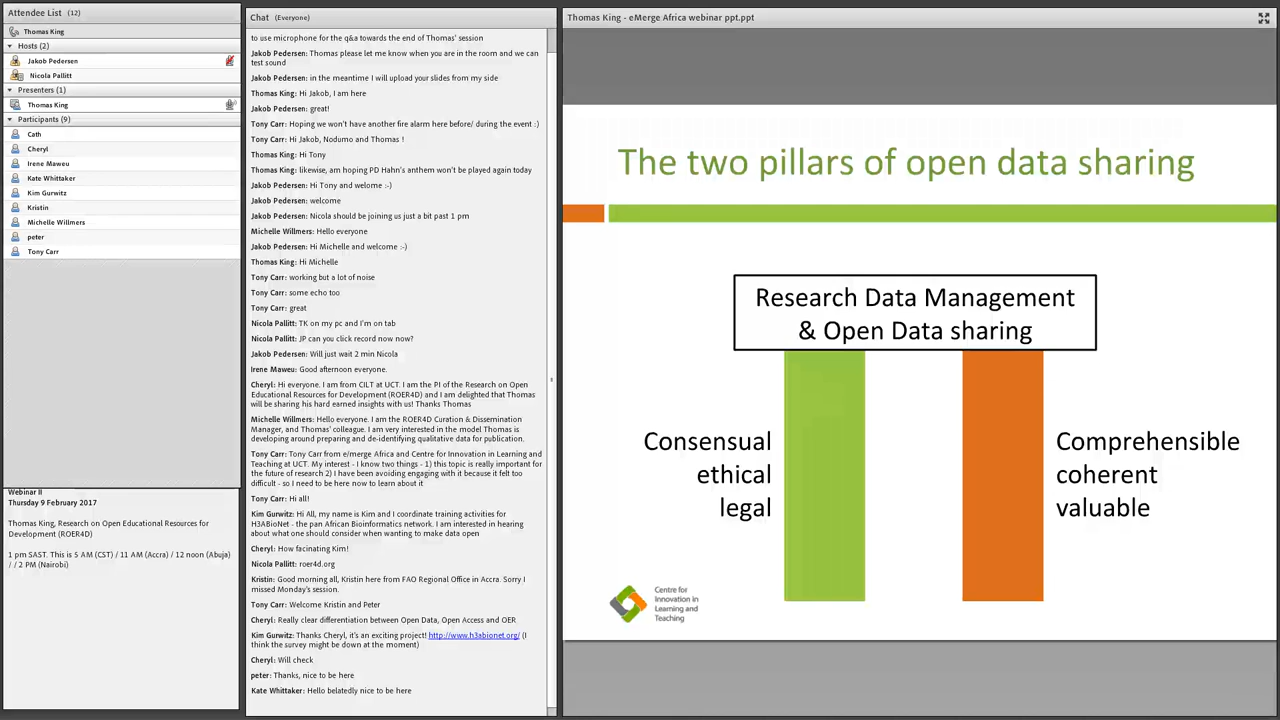 Attendee List (12)
Thomas King
Hosts (2)
Jakob Pedersen
Nicola Pallitt
Presenters (1)
Thomas King
Participants (9)
Cath
Cheryl
Irene Maweu
Kate Whittaker
Kim Gurwitz
Kristin
Michelle Willmers
peter
Tony Carr
Webinar II
Thursday 9 February 2017
Thomas King, Research on Open Educational Resources for
Development (ROER4D)
1 pm SAST. This is 5 AM (CST) / 11 AM (Accra) / 12 noon (Abuja)
/ / 2 PM (Nairobi)
Chat (Everyone)
to use microphone for the q&a towards the end of Thomas' session
Jakob Pedersen: Thomas please let me know when you are in the room and we can
test sound
Jakob Pedersen: in the meantime I will upload your slides from my side
Thomas King: Hi Jakob, I am here
Jakob Pedersen: great!
Tony Carr: Hoping we won't have another fire alarm here before/ during the event :)
Tony Carr: Hi Jakob, Nodumo and Thomas !
Thomas King: Hi Tony
Thomas King: likewise, am hoping PD Hahn's anthem won't be played again today
Jakob Pedersen: Hi Tony and welome :-)
Jakob Pedersen: welcome
Jakob Pedersen: Nicola should be joining us just a bit past 1 pm
Michelle Willmers: Hello everyone
Jakob Pedersen: Hi Michelle and welcome :-)
Thomas King: Hi Michelle
Tony Carr: working but a lot of noise
Tony Carr: some echo too
Tony Carr: great
Nicola Pallitt: TK on my pc and I'm on tab
Nicola Pallitt: JP can you click record now now?
Jakob Pedersen: Will just wait 2 min Nicola
Irene Maweu: Good afternoon everyone.
Cheryl: Hi everyone. I am from CILT at UCT. I am the PI of the Research on Open
Educational Resources for Development (ROER4D) and I am delighted that Thomas
will be sharing his hard earned insights with us! Thanks Thomas
Michelle Willmers: Hello everyone. I am the ROER4D Curation & Dissemination
Manager, and Thomas' colleague. I am very interested in the model Thomas is
developing around preparing and de-identifying qualitative data for publication.
Tony Carr: Tony Carr from e/merge Africa and Centre for Innovation in Learning and
Teaching at UCT. My interest - I know two things - 1) this topic is really important for
the future of research 2) I have been avoiding engaging with it because it felt too
difficult - so I need to be here now to learn about it
Tony Carr: Hi all!
Kim Gurwitz: Hi All, my name is Kim and I coordinate training activities for
H3ABioNet - the pan African Bioinformatics network. I am interested in hearing
about what one should consider when wanting to make data open
Cheryl: How facinating Kim!
Nicola Pallitt: roer4d.org
Kristin: Good morning all, Kristin here from FAO Regional Office in Accra. Sorry I
missed Monday's session.
Tony Carr: Welcome Kristin and Peter
Cheryl: Really clear differentiation between Open Data, Open Access and OER
Kim Gurwitz: Thanks Cheryl, it's an exciting project! http://www.h3abionet.org/ (I
think the survey might be down at the moment)
Cheryl: Will check
peter: Thanks, nice to be here
Kate Whittaker: Hello belatedly nice to be here
Thomas King - eMerge Africa webinar ppt.ppt
The two pillars of open data sharing
Research Data Management
& Open Data sharing
Consensual
ethical
legal
Comprehensible
coherent
valuable
Centre for
Innovation in
Learning and
Teaching